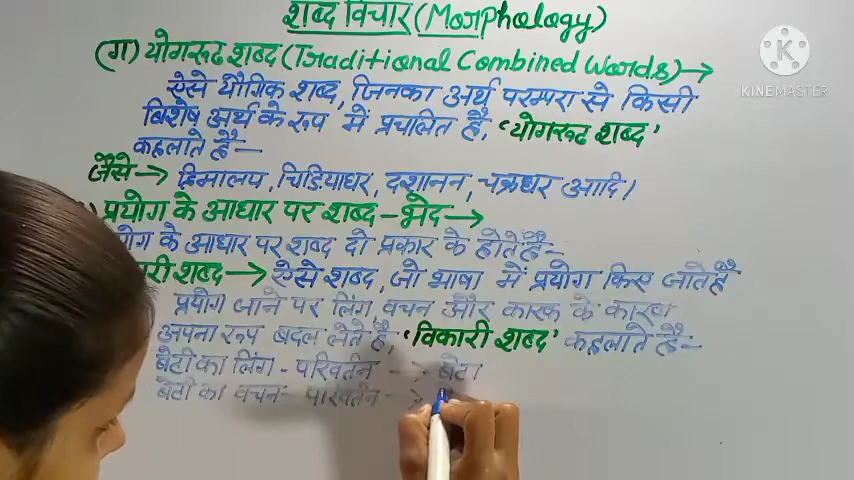 शब्द विचार (Morphology)
(ग) योगरूढ शब्द (Traditional Combined Words) →
ऐसे यौगिक शब्द, जिनका अर्थ परम्परा से किसी
विशेष अर्थ के रूप में प्रचलित है, 'योगरूढ शब्द'
कहलाते हैं—
जैसे → हिमालय, चिडियाघर, दशानन, चक्रधर आदि।
प्रयोग के आधार पर शब्द-भेद →
के आधार पर शब्द दो प्रकार के होते हैं—
शब्द → ऐसे शब्द, जो भाषा में प्रयोग किए जाते हैं
प्रयोग जाने पर लिंग, वचन और कारक के कारण
अपना रूप बदल लेते है, 'विकारी शब्द' कहलाते हैं—
बेटी का लिंग - परिवर्तन → बेटा
बेटी का वचन- परिवर्तन →
K
KINEMASTER